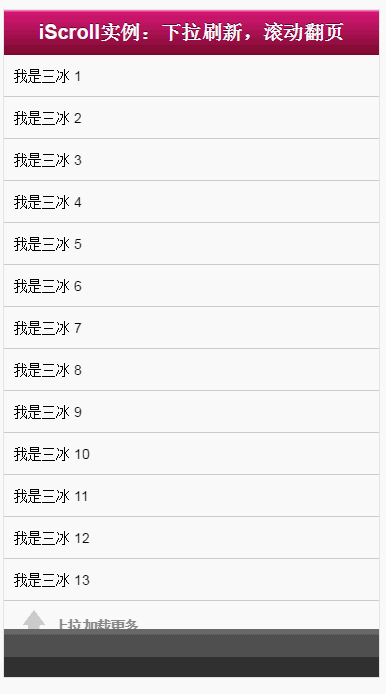 iScroll实例：下拉刷新，滚动翻页
我是三冰 1
我是三冰 2
我是三冰 3
我是三冰 4
我是三冰 5
我是三冰 6
我是三冰 7
我是三冰 8
我是三冰 9
我是三冰 10
我是三冰 11
我是三冰 12
我是三冰 13
上拉加载更多